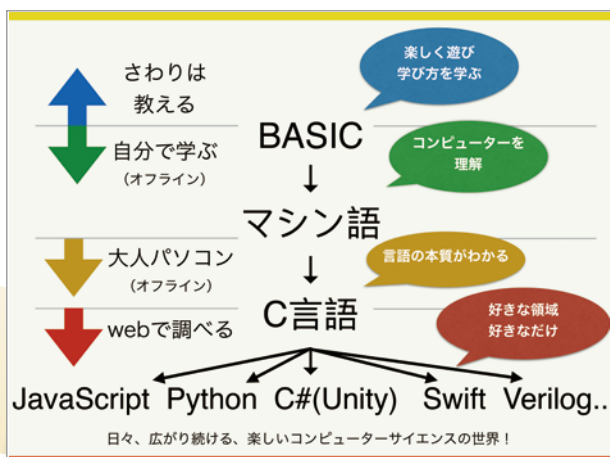 さわりは
教える
楽しく遊び
学び方を学ぶ
BASIC
自分で学ぶ
(オフライン)
コンピューターを
理解
マシン語
大人パソコン
(オフライン)
言語の本質がわかる
C言語
webで調べる
好きな領域
好きなだけ
JavaScript Python C#(Unity) Swift Verilog..
日々、広がり続ける、楽しいコンピューターサイエンスの世界！